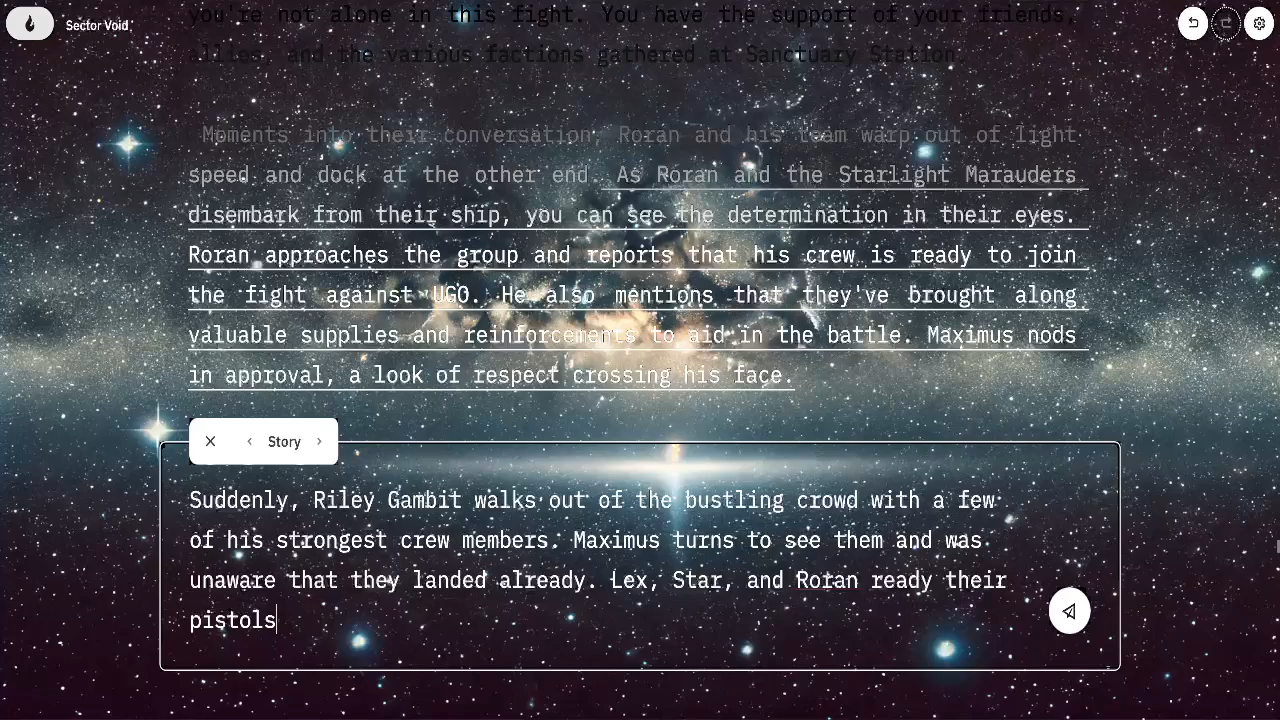 Sector Void
you're not alone in this fight. You have the support of your friends,
allies, and the various factions gathered at Sanctuary Station.
Moments into their conversation, Roran and his team warp out of light
speed and dock at the other end. As Roran and the Starlight Marauders
disembark from their ship, you can see the determination in their eyes.
Roran approaches the group and reports that his crew is ready to join
the fight against UGO. He also mentions that they've brought along
valuable supplies and reinforcements to aid in the battle. Maximus nods
in approval, a look of respect crossing his face.
Story
Suddenly, Riley Gambit walks out of the bustling crowd with a few
of his strongest crew members. Maximus turns to see them and was
unaware that they landed already. Lex, Star, and Roran ready their
pistols